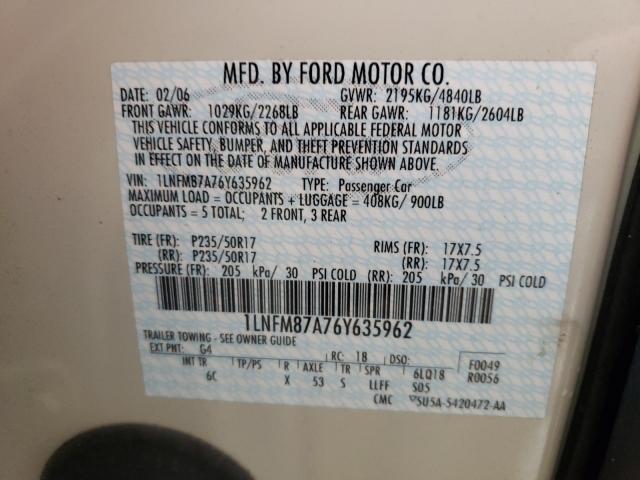 MFD. BY FORD MOTOR CO.
DATE: 02/06 GVWR: 2195KG/4840LB
FRONT GAWR: 1029KG/2268LB REAR GAWR: 1181KG/2604LB
THIS VEHICLE CONFORMS TO ALL APPLICABLE FEDERAL MOTOR
VEHICLE SAFETY, BUMPER, AND THEFT PREVENTION STANDARDS
IN EFFECT ON THE DATE OF MANUFACTURE SHOWN ABOVE.
VIN: 1LNFM87A76Y635962 TYPE: Passenger Car
MAXIMUM LOAD = OCCUPANTS + LUGGAGE = 408KG/ 900LB
OCCUPANTS = 5 TOTAL; 2 FRONT, 3 REAR
TIRE (FR): P235/50R17 RIMS (FR): 17X7.5
(RR): P235/50R17 (RR): 17X7.5
PRESSURE (FR): 205 kPa/ 30 PSI COLD (RR): 205 kPa/ 30 PSI COLD
1LNFM87A76Y635962
TRAILER TOWING - SEE OWNER GUIDE
EXT PNT: G4 RC: 18 DSO: F0049
INT TR TP/PS R AXLE TR SPR 6LQ18 R0056
6C X 53 S LLFF S05
CMC SU5A-5420472-AA